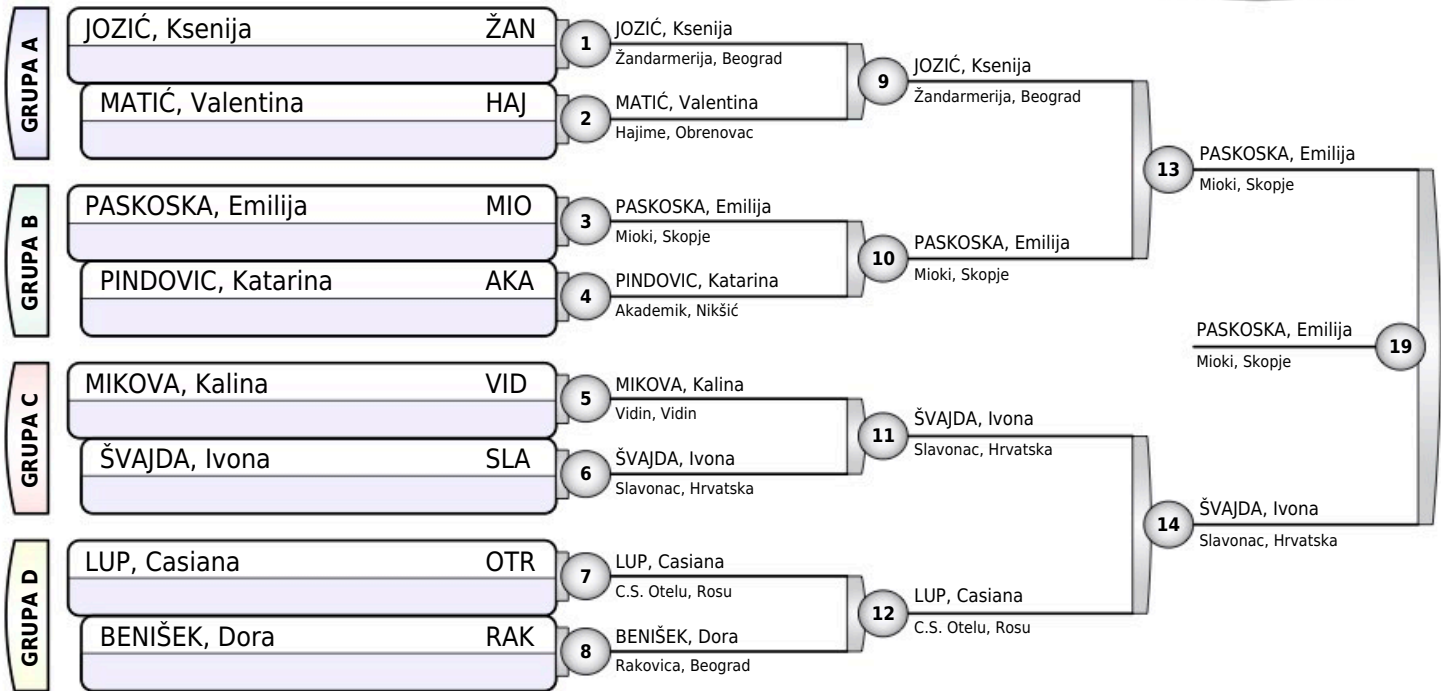 GRUPA A
JOZIĆ, Ksenija ŽAN
MATIĆ, Valentina HAJ
GRUPA B
PASKOSKA, Emilija MIO
PINDOVIC, Katarina AKA
GRUPA C
MIKOVA, Kalina VID
ŠVAJDA, Ivona SLA
GRUPA D
LUP, Casiana OTR
BENIŠEK, Dora RAK
1
JOZIĆ, Ksenija
Žandarmerija, Beograd
2
MATIĆ, Valentina
Hajime, Obrenovac
3
PASKOSKA, Emilija
Mioki, Skopje
4
PINDOVIC, Katarina
Akademik, Nikšić
5
MIKOVA, Kalina
Vidin, Vidin
6
ŠVAJDA, Ivona
Slavonac, Hrvatska
7
LUP, Casiana
C.S. Otelu, Rosu
8
BENIŠEK, Dora
Rakovica, Beograd
9
JOZIĆ, Ksenija
Žandarmerija, Beograd
10
PASKOSKA, Emilija
Mioki, Skopje
11
ŠVAJDA, Ivona
Slavonac, Hrvatska
12
LUP, Casiana
C.S. Otelu, Rosu
13
PASKOSKA, Emilija
Mioki, Skopje
14
ŠVAJDA, Ivona
Slavonac, Hrvatska
PASKOSKA, Emilija
Mioki, Skopje
19